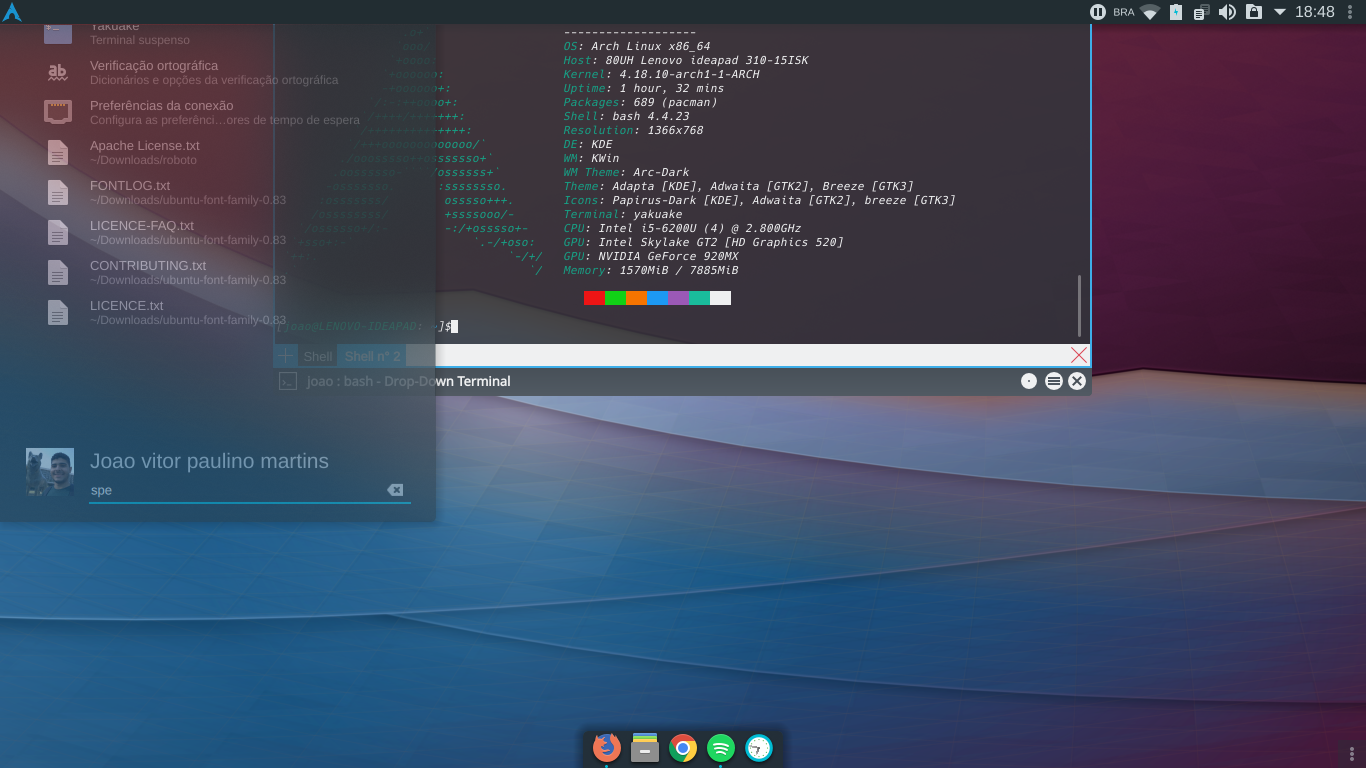 BRA
18:48
Yakuake
Terminal suspenso
Verificação ortográfica
Dicionários e opções da verificação ortográfica
Preferências da conexão
Configura as preferênci...ores de tempo de espera
Apache License.txt
~/Downloads/roboto
FONTLOG.txt
~/Downloads/ubuntu-font-family-0.83
LICENCE-FAQ.txt
~/Downloads/ubuntu-font-family-0.83
CONTRIBUTING.txt
~/Downloads/ubuntu-font-family-0.83
LICENCE.txt
~/Downloads/ubuntu-font-family-0.83
Joao vitor paulino martins
spe
-------------------
OS: Arch Linux x86_64
Host: 80UH Lenovo ideapad 310-15ISK
Kernel: 4.18.10-arch1-1-ARCH
Uptime: 1 hour, 32 mins
Packages: 689 (pacman)
Shell: bash 4.4.23
Resolution: 1366x768
DE: KDE
WM: KWin
WM Theme: Arc-Dark
Theme: Adapta [KDE], Adwaita [GTK2], Breeze [GTK3]
Icons: Papirus-Dark [KDE], Adwaita [GTK2], breeze [GTK3]
Terminal: yakuake
CPU: Intel i5-6200U (4) @ 2.800GHz
GPU: Intel Skylake GT2 [HD Graphics 520]
GPU: NVIDIA GeForce 920MX
Memory: 1570MiB / 7885MiB
[joao@LENOVO-IDEAPAD: ~]$
Shell
Shell n° 2
joao : bash - Drop-Down Terminal